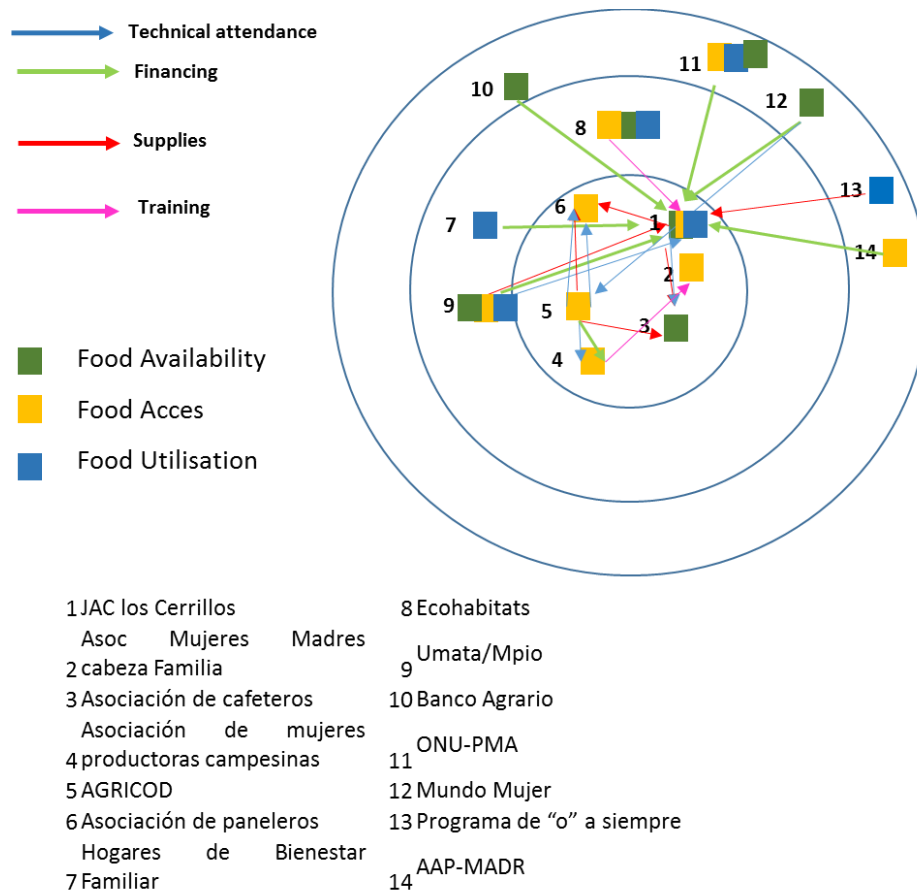 Technical attendance
Financing
Supplies
Training
11
10
12
8
13
6
7
1
14
2
9
5
3
4
Food Availability
Food Acces
Food Utilisation
1 JAC los Cerrillos
Asoc Mujeres Madres
2 cabeza Familia
3 Asociación de cafeteros
Asociación de mujeres
4 productoras campesinas
5 AGRICOD
6 Asociación de paneleros
Hogares de Bienestar
7 Familiar
8 Ecohabitats
9 Umata/Mpio
10 Banco Agrario
11 ONU-PMA
12 Mundo Mujer
13 Programa de “o” a siempre
14 AAP-MADR